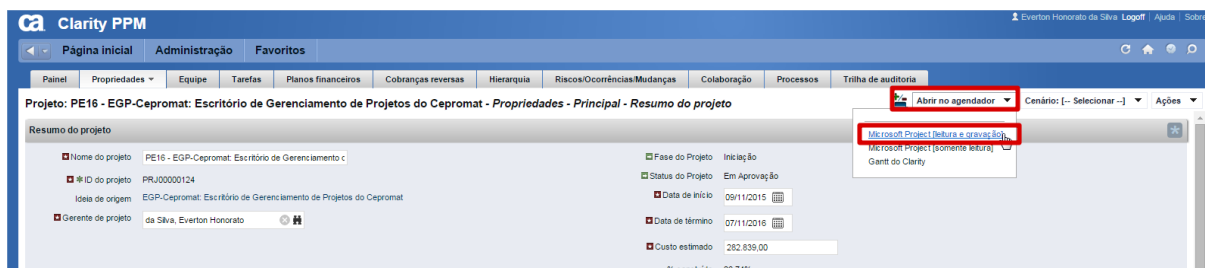 ca Clarity PPM
Everton Honorato da Silva Logoff | Ajuda | Sobre
Página inicial Administração Favoritos
Painel Propriedades Equipe Tarefas Planos financeiros Cobranças reversas Hierarquia Riscos/Ocorrências/Mudanças Colaboração Processos Trilha de auditoria
Projeto: PE16 - EGP-Cepromat: Escritório de Gerenciamento de Projetos do Cepromat - Propriedades - Principal - Resumo do projeto
Abrir no agendador Cenário: [-- Selecionar --] Ações
Microsoft Project [leitura e gravação]
Microsoft Project [somente leitura]
Gantt do Clarity
Resumo do projeto
Nome do projeto PE16 - EGP-Cepromat: Escritório de Gerenciamento c
Fase do Projeto Iniciação
ID do projeto PRJ00000124
Status do Projeto Em Aprovação
Ideia de origem EGP-Cepromat: Escritório de Gerenciamento de Projetos do Cepromat
Data de início 09/11/2015
Gerente de projeto da Silva, Everton Honorato
Data de término 07/11/2016
Custo estimado 282.839,00